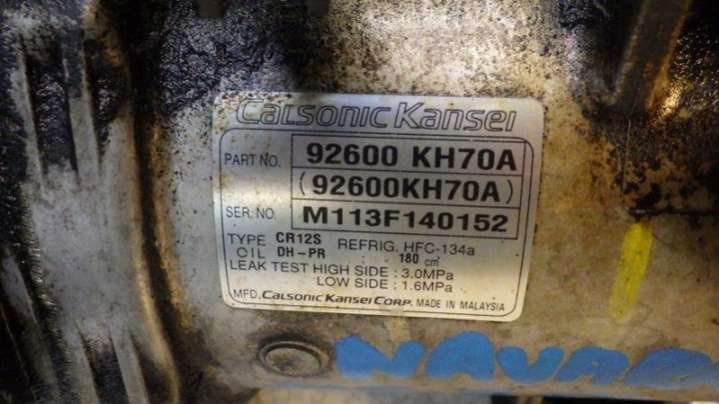 Calsonic Kansei
PART NO. 92600 KH70A
(92600KH70A)
SER. NO. M113F140152
TYPE CR12S REFRIG. HFC-134a
OIL DH-PR 180 cm³
LEAK TEST HIGH SIDE : 3.0MPa
LOW SIDE : 1.6MPa
MFD. CALSONIC KANSEI CORP. MADE IN MALAYSIA